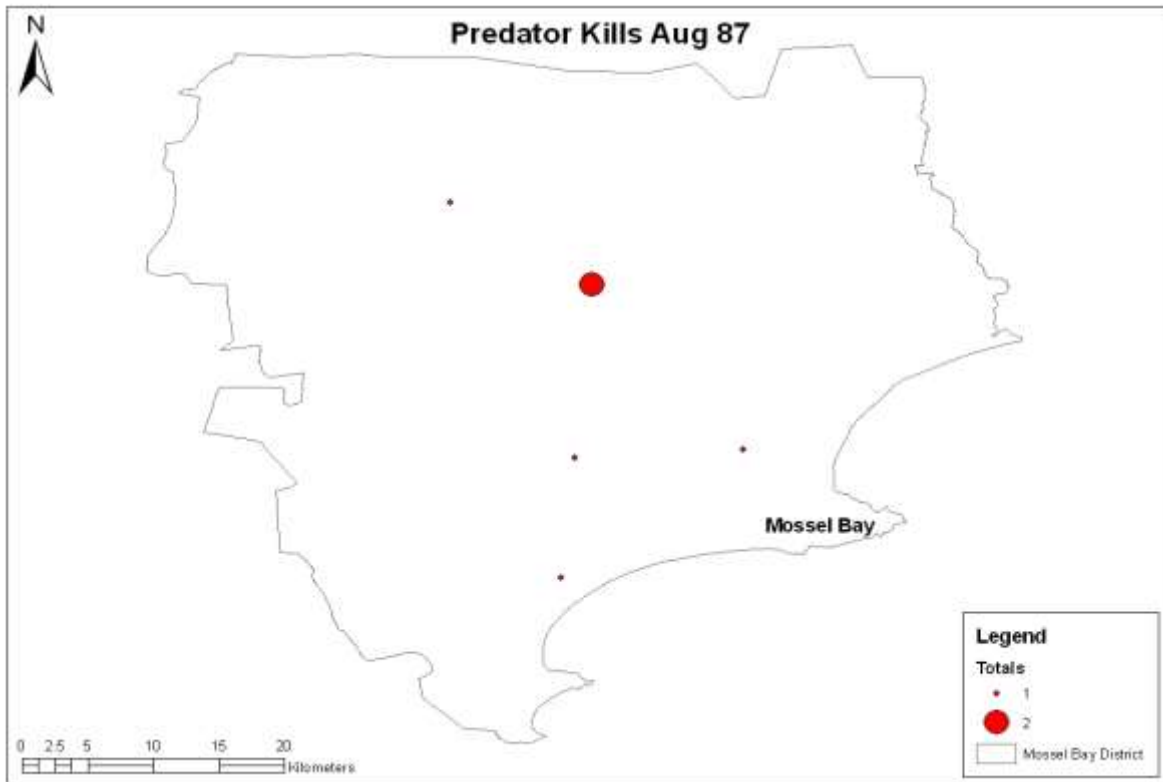 N
Predator Kills Aug 87
Mossel Bay
Legend
Totals
1
2
Mossel Bay District
0 2.5 5 10 15 20
Kilometers